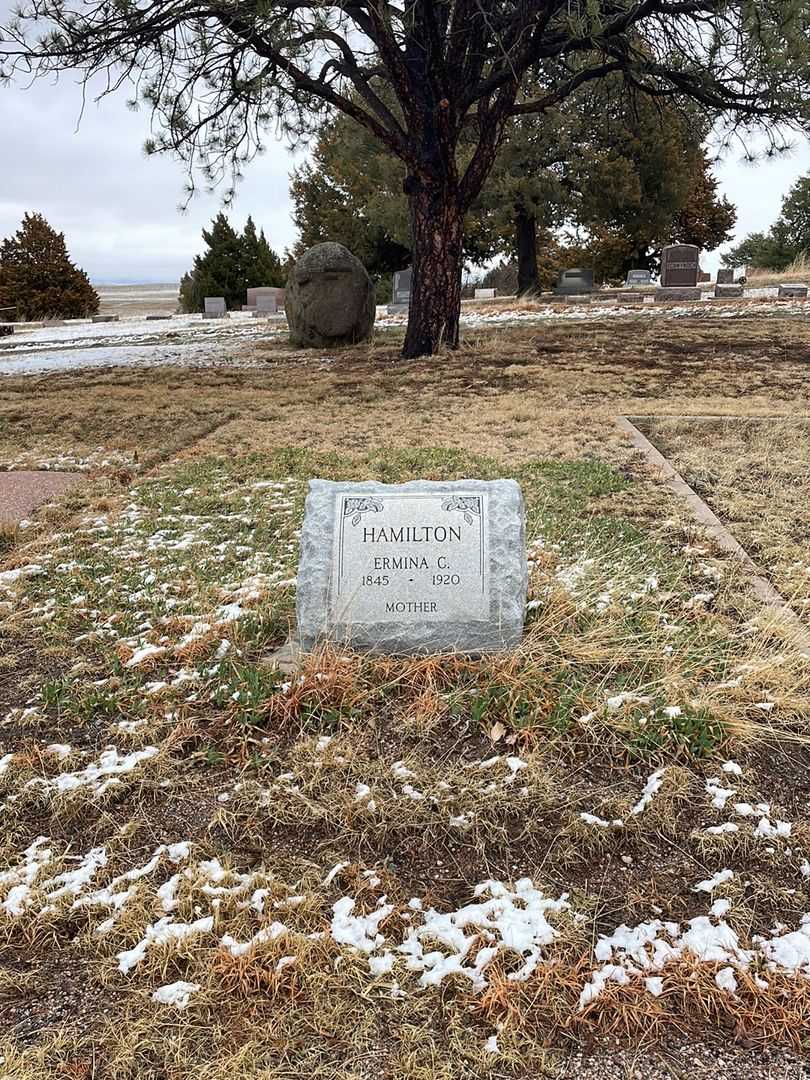 HAMILTON
ERMINA C.
1845 - 1920
MOTHER